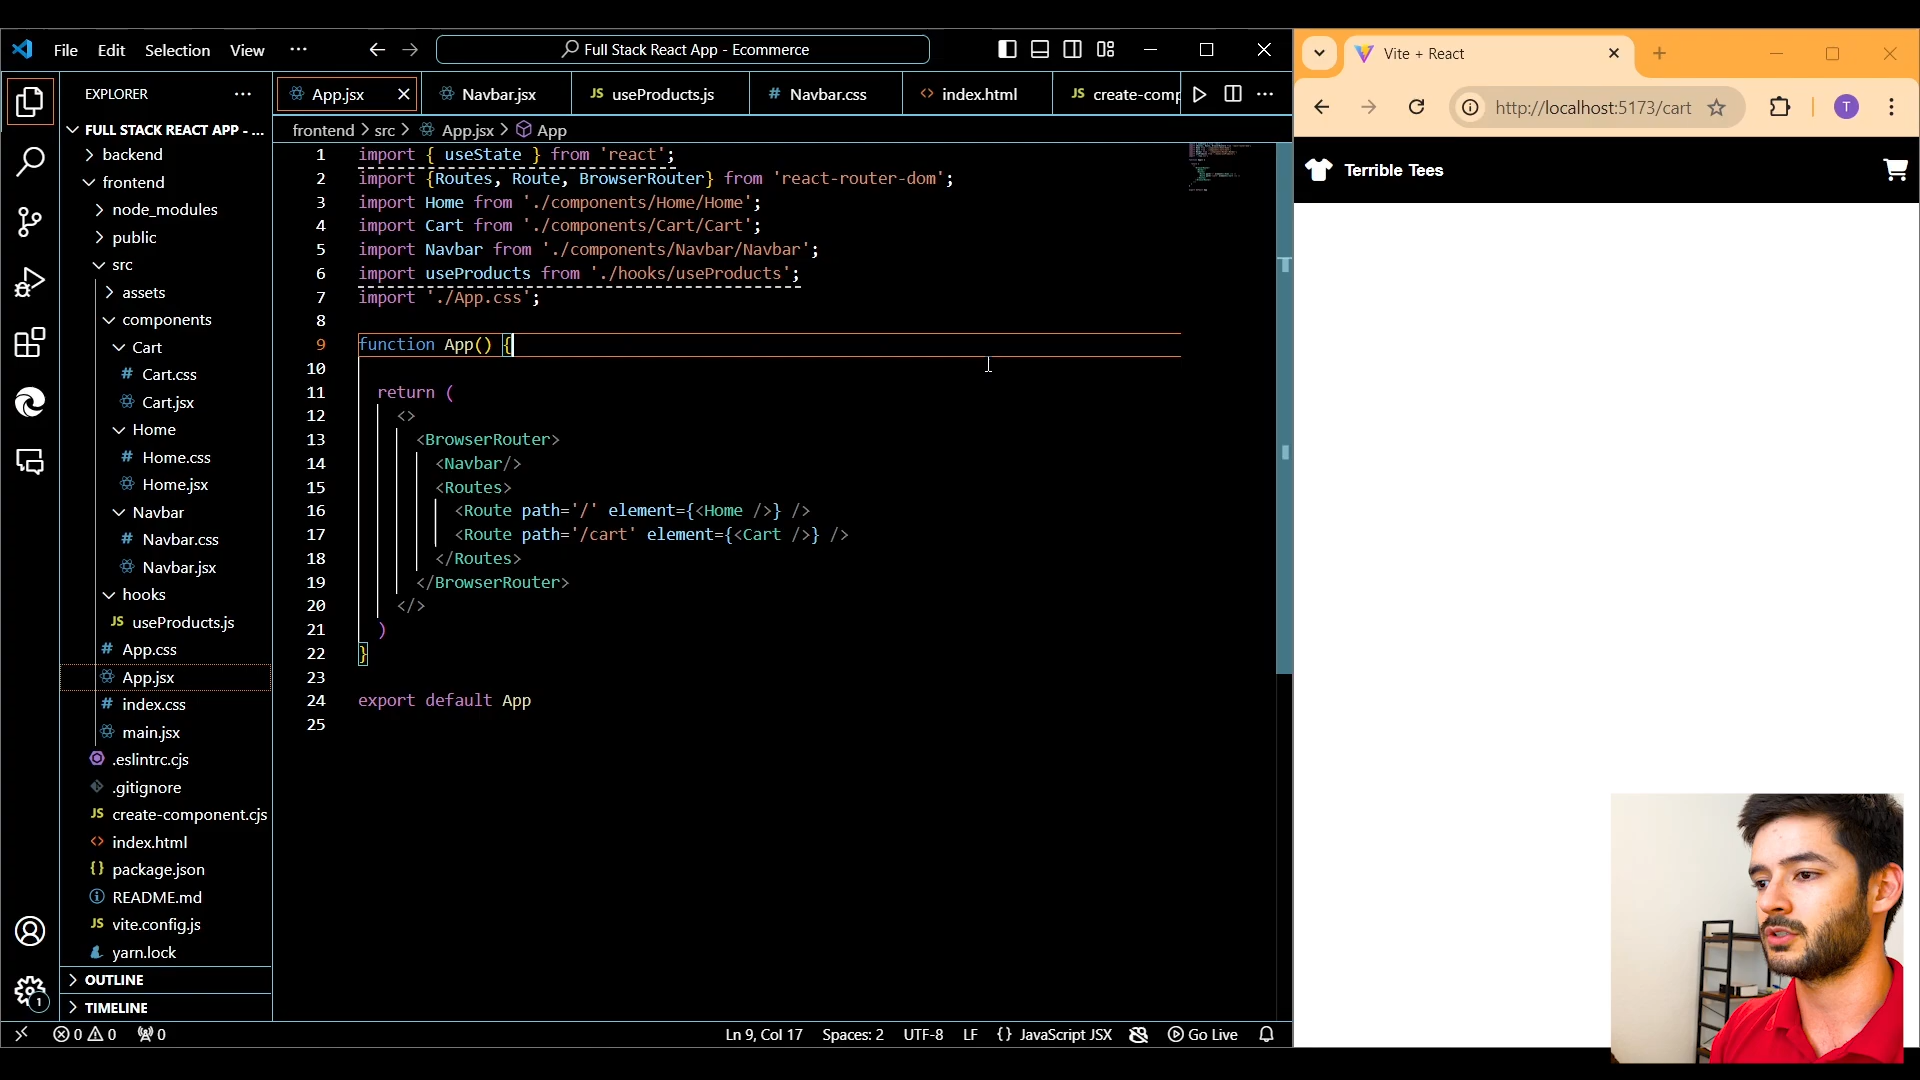 File Edit Selection View ···
Full Stack React App - Ecommerce
EXPLORER
FULL STACK REACT APP - ...
backend
frontend
node_modules
public
src
assets
components
Cart
Cart.css
Cart.jsx
Home
Home.css
Home.jsx
Navbar
Navbar.css
Navbar.jsx
hooks
JS useProducts.js
App.css
App.jsx
index.css
main.jsx
.eslintrc.cjs
.gitignore
JS create-component.cjs
index.html
package.json
README.md
JS vite.config.js
yarn.lock
OUTLINE
TIMELINE
App.jsx Navbar.jsx JS useProducts.js # Navbar.css <> index.html JS create-comp
frontend > src > App.jsx > App
1 import { useState } from 'react';
2 import {Routes, Route, BrowserRouter} from 'react-router-dom';
3 import Home from './components/Home/Home';
4 import Cart from './components/Cart/Cart';
5 import Navbar from './components/Navbar/Navbar';
6 import useProducts from './hooks/useProducts';
7 import './App.css';
8
9 function App() {
10
11 return (
12 <>
13 <BrowserRouter>
14 <Navbar/>
15 <Routes>
16 <Route path='/' element={<Home />} />
17 <Route path='/cart' element={<Cart />} />
18 </Routes>
19 </BrowserRouter>
20 </>
21 )
22 }
23
24 export default App
25
1
0 0 0
Ln 9, Col 17 Spaces: 2 UTF-8 LF {} JavaScript JSX Go Live
Vite + React
http://localhost:5173/cart
T
Terrible Tees